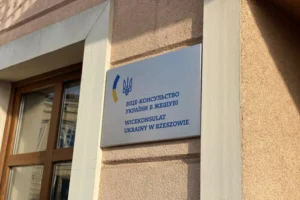 ВІЦЕ-КОНСУЛЬСТВО
УКРАЇНИ В ЖЕШУВІ
WICEKONSULAT
UKRAINY W RZESZOWIE